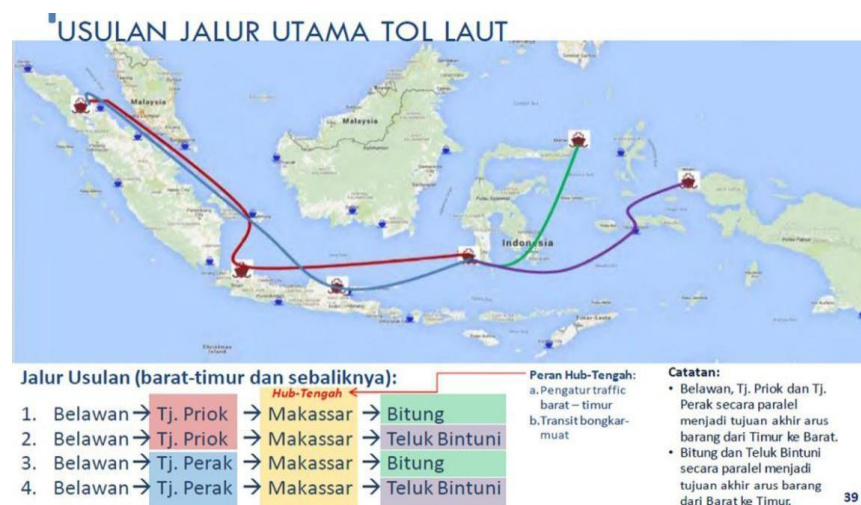 USULAN JALUR UTAMA TOL LAUT
Malaysia
Malaysia
Indonesia
Christmas
Island
Jalur Usulan (barat-timur dan sebaliknya):
Hub-Tengah
1. Belawan → Tj. Priok → Makassar → Bitung
2. Belawan → Tj. Priok → Makassar → Teluk Bintuni
3. Belawan → Tj. Perak → Makassar → Bitung
4. Belawan → Tj. Perak → Makassar → Teluk Bintuni
Peran Hub-Tengah:
a. Pengatur traffic
barat – timur
b. Transit bongkar-
muat
Catatan:
• Belawan, Tj. Priok dan Tj.
Perak secara paralel
menjadi tujuan akhir arus
barang dari Timur ke Barat.
• Bitung dan Teluk Bintuni
secara paralel menjadi
tujuan akhir arus barang
dari Barat ke Timur.
39